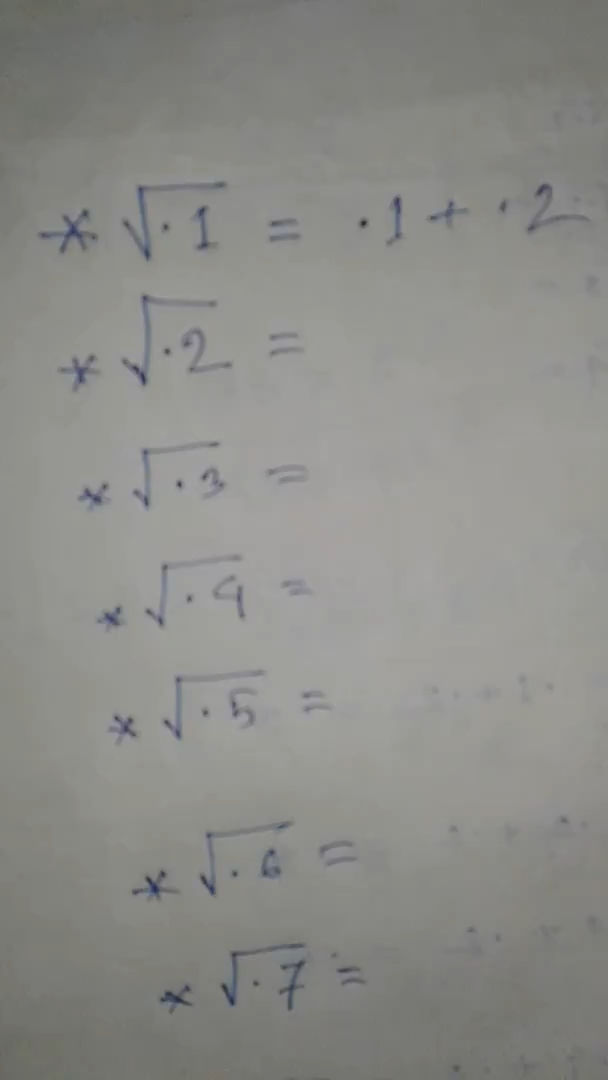 * √.1 = .1 + .2
* √.2 =
* √.3 =
* √.4 =
* √.5 =
* √.6 =
* √.7 =